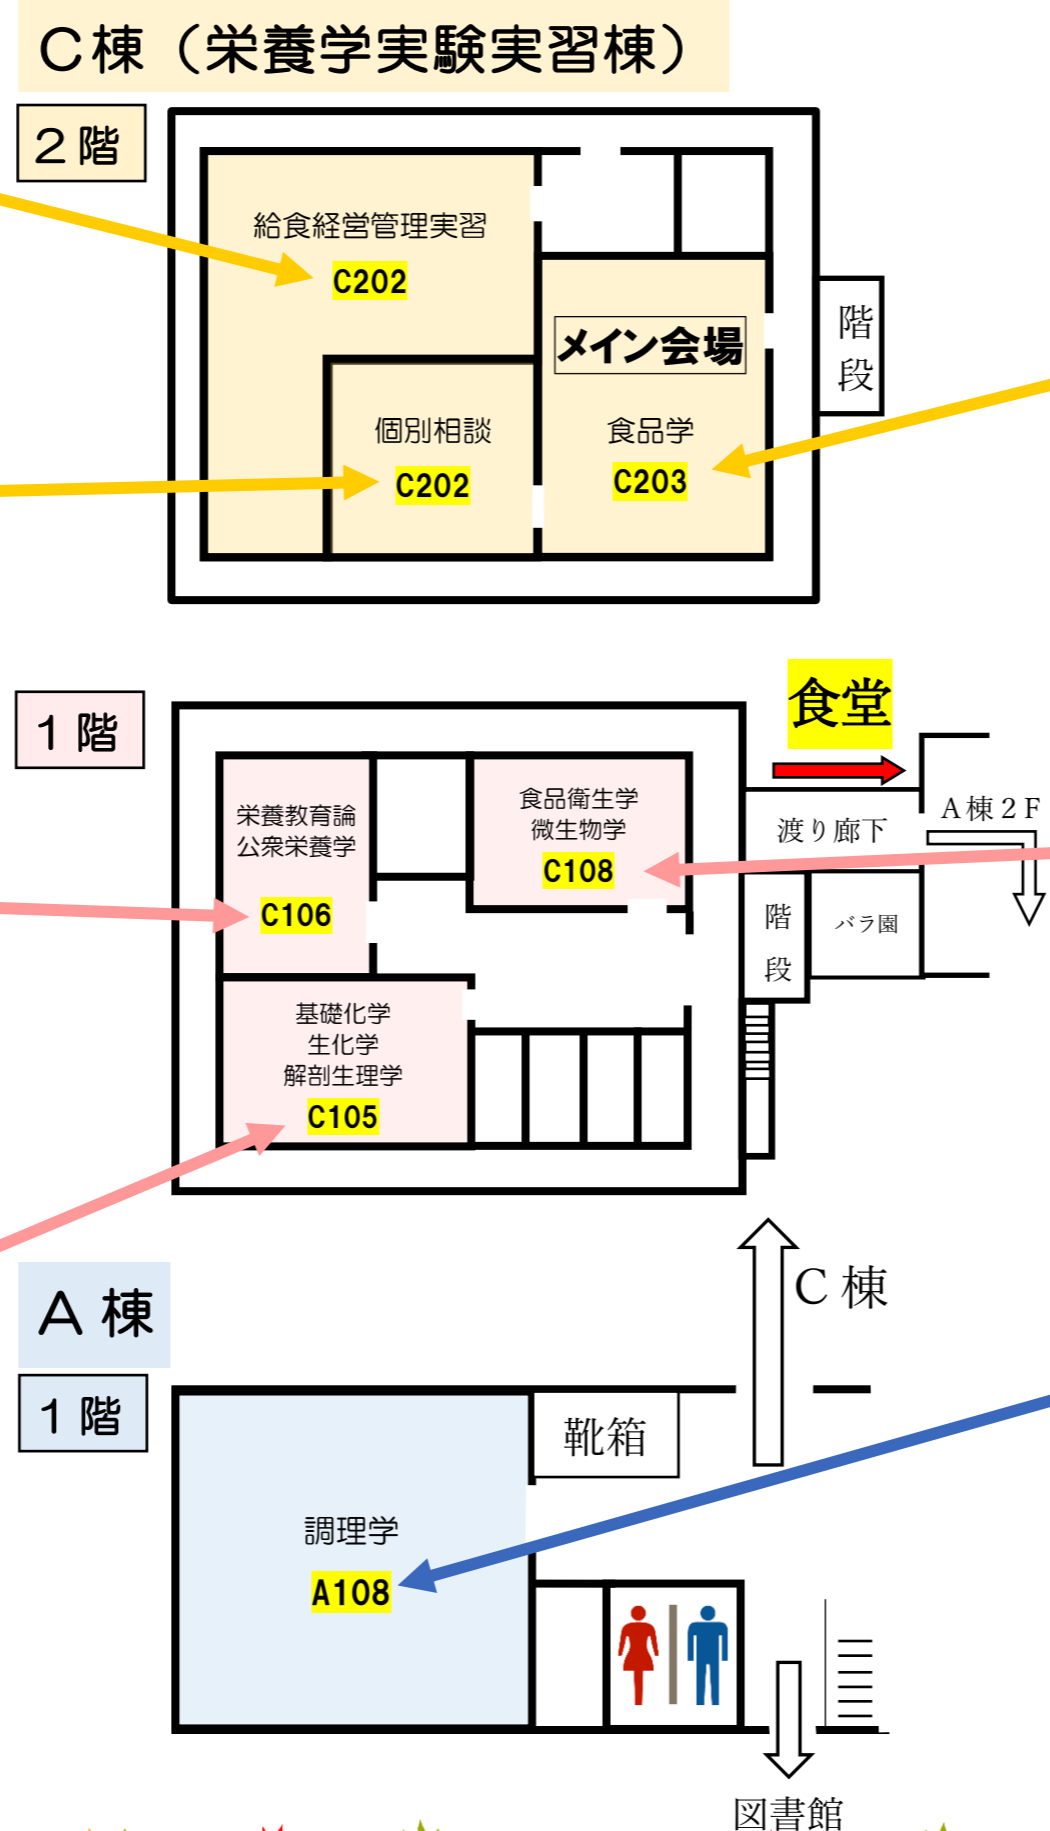 C棟（栄養学実験実習棟）
2階
給食経営管理実習
C202
メイン会場
階段
個別相談
C202
食品学
C203
1階
食堂
栄養教育論
公衆栄養学
C106
食品衛生学
微生物学
C108
渡り廊下
A棟2F
階段
バラ園
基礎化学
生化学
解剖生理学
C105
A棟
C棟
1階
靴箱
調理学
A108
図書館